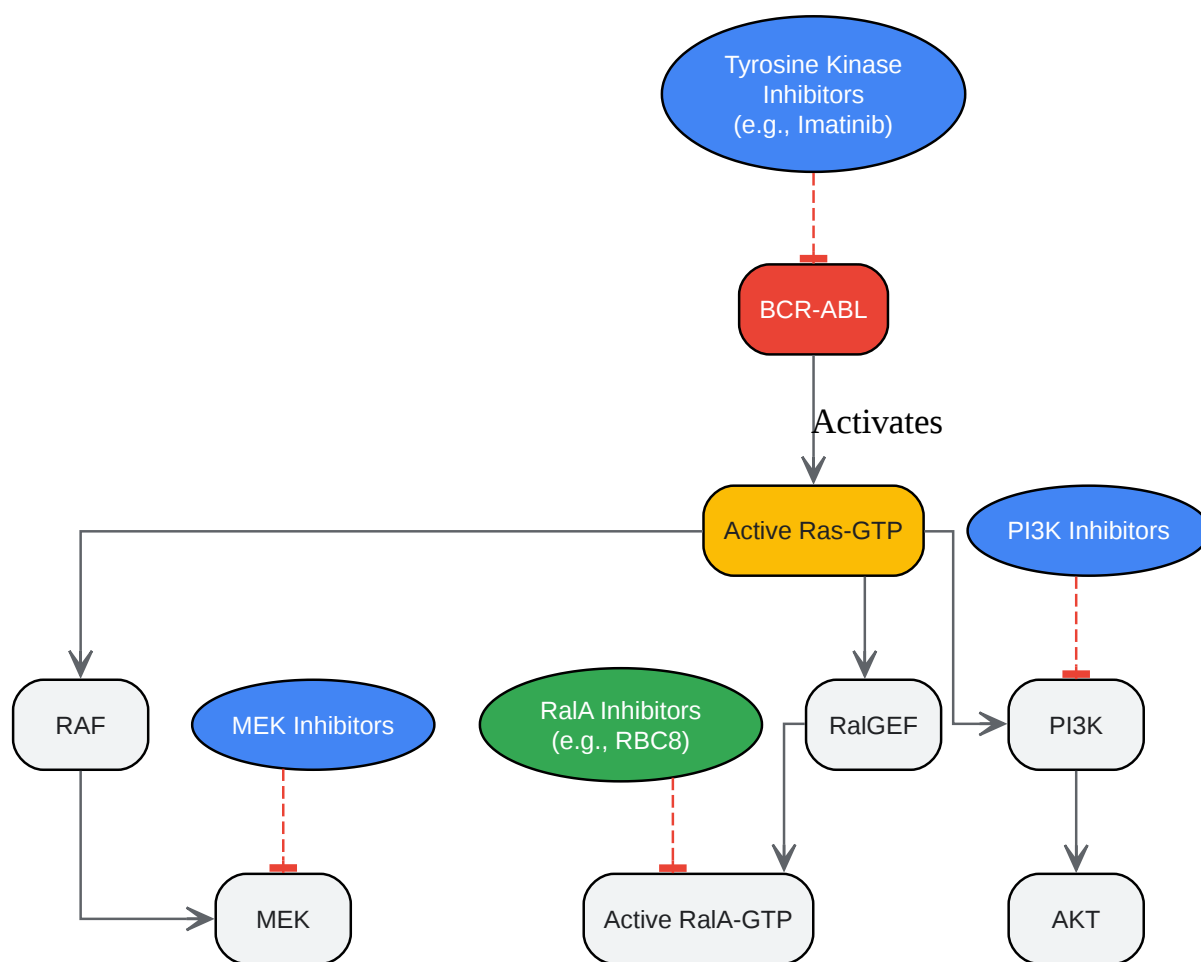 Tyrosine Kinase
Inhibitors
(e.g., Imatinib)
BCR-ABL
Activates
Active Ras-GTP
PI3K Inhibitors
RAF
MEK Inhibitors
RalA Inhibitors
(e.g., RBC8)
RalGEF
PI3K
MEK
Active RalA-GTP
AKT